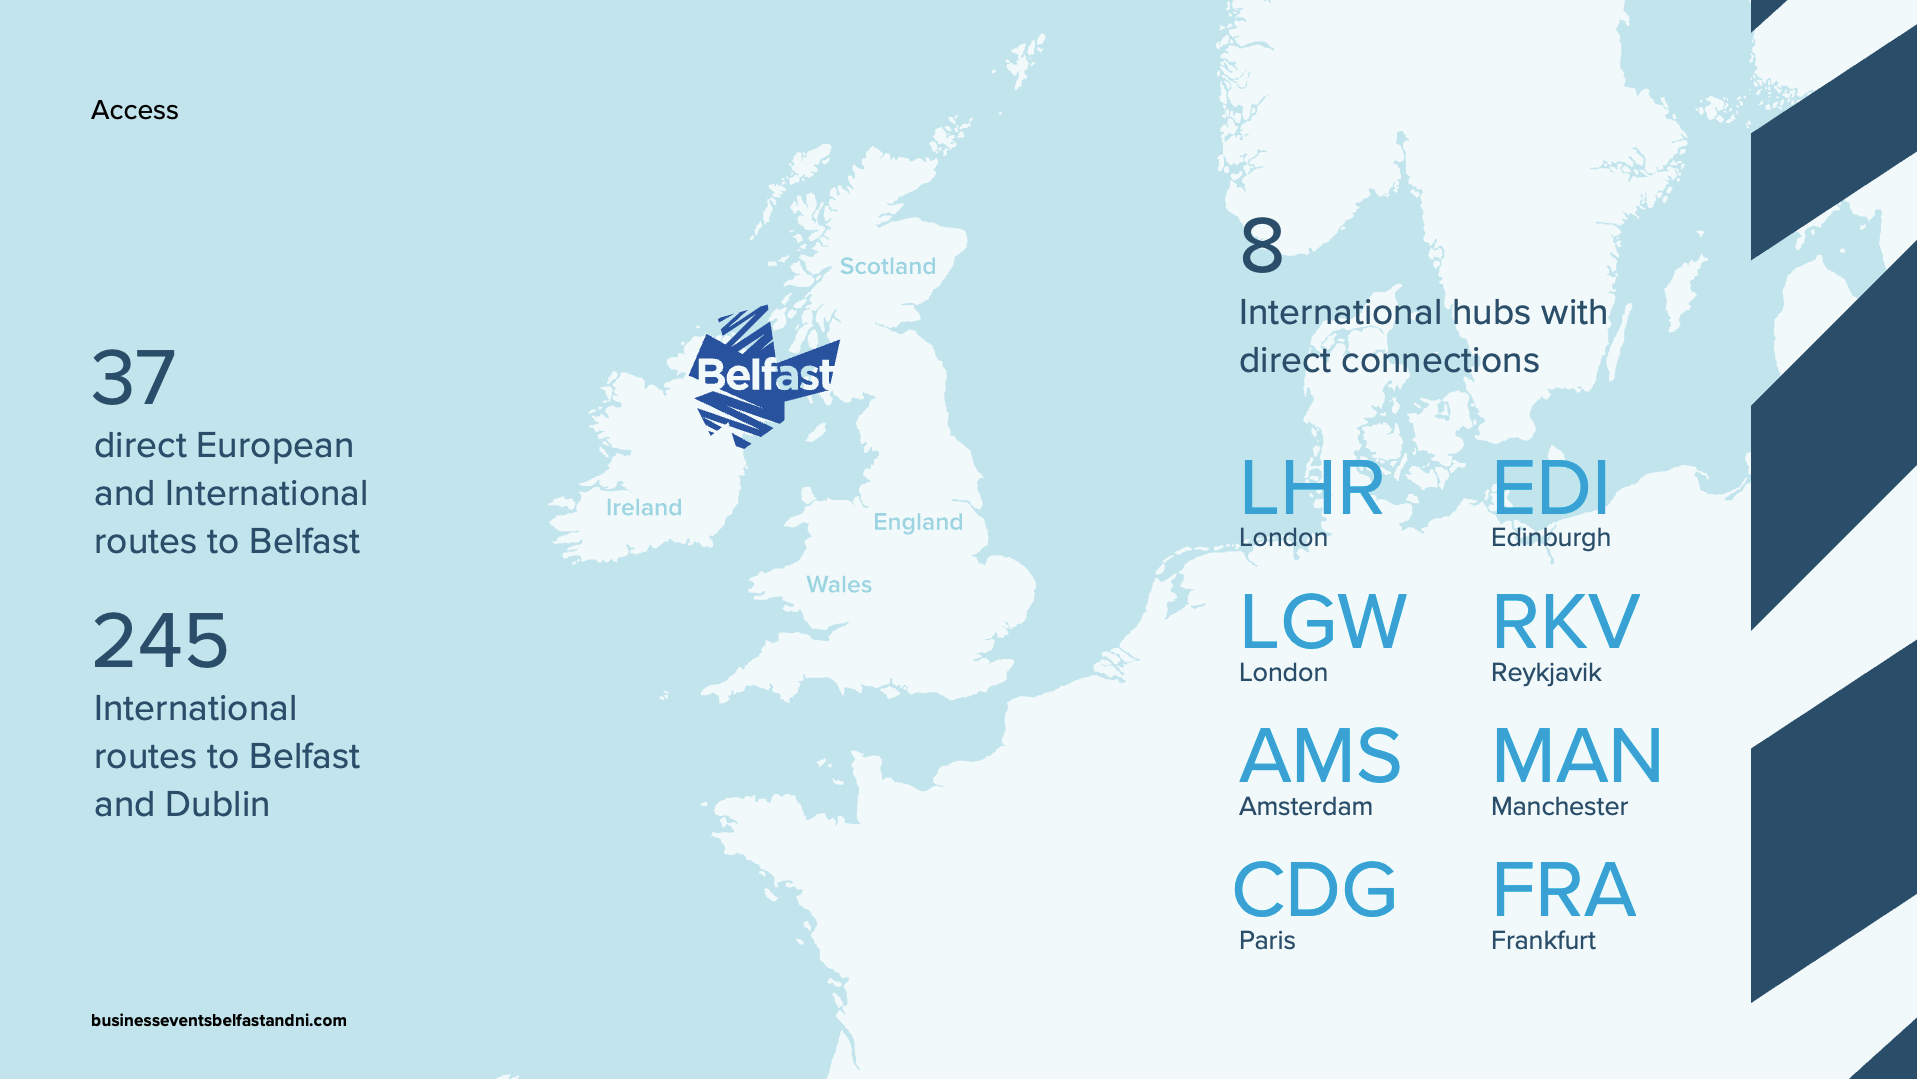 Access
37
direct European
and International
routes to Belfast
245
International
routes to Belfast
and Dublin
businesseventsbelfastandni.com
Scotland
Belfast
Ireland
England
Wales
8
International hubs with
direct connections
LHR
London
EDI
Edinburgh
LGW
London
RKV
Reykjavik
AMS
Amsterdam
MAN
Manchester
CDG
Paris
FRA
Frankfurt